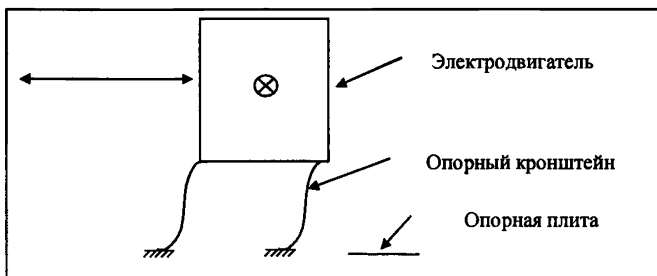 Электродвигатель
Опорный кронштейн
Опорная плита